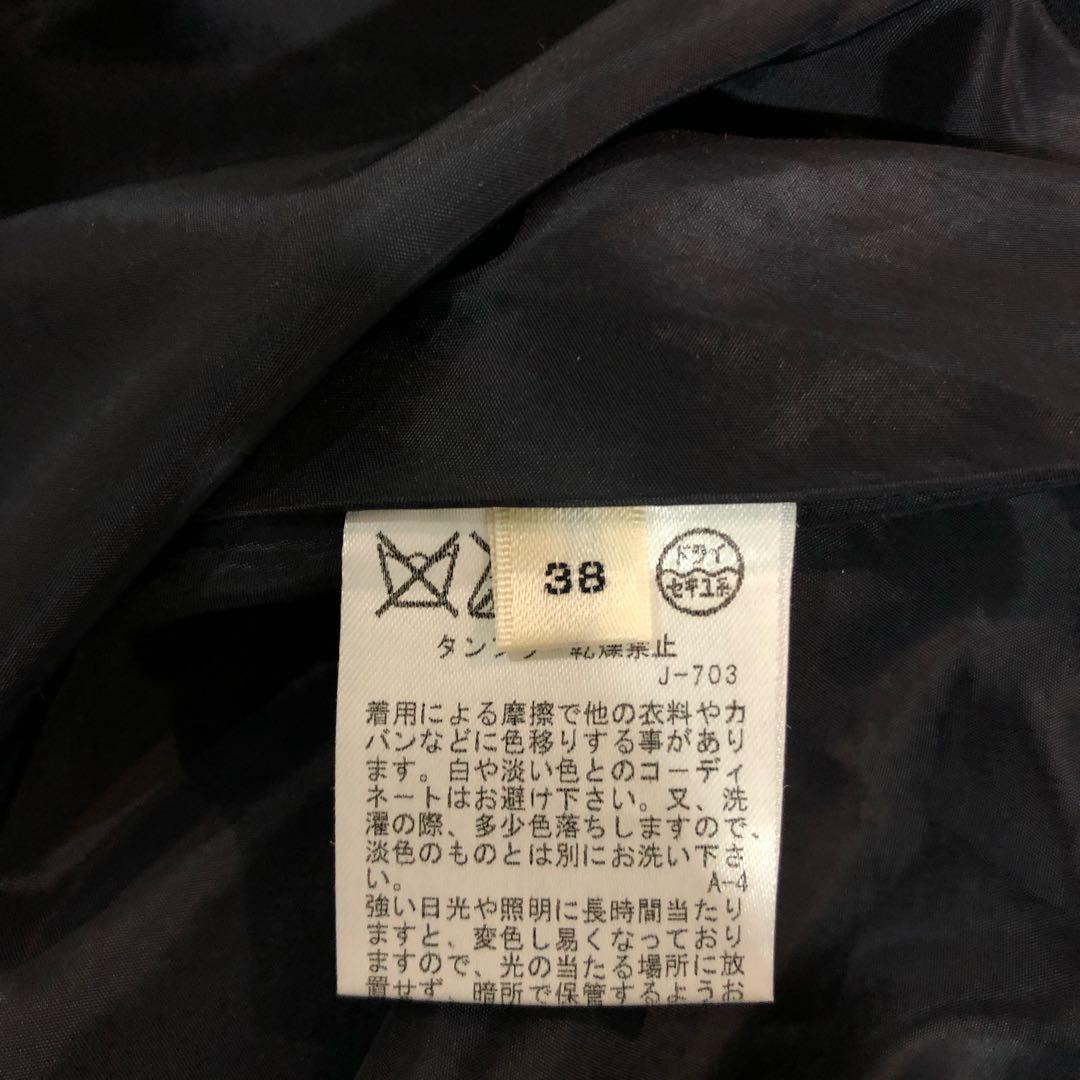 38
ドライ
セキユ系
タンブラー乾燥禁止
J-703
着用による摩擦で他の衣料やカ
バンなどに色移りする事があり
ます。白や淡い色とのコーディ
ネートはお避け下さい。又、洗
濯の際、多少色落ちしますので、
淡色のものとは別にお洗い下さ
い。
A-4
強い日光や照明に長時間当たり
ますと、変色し易くなっており
ますので、光の当たる場所に放
置せず、暗所で保管するようお